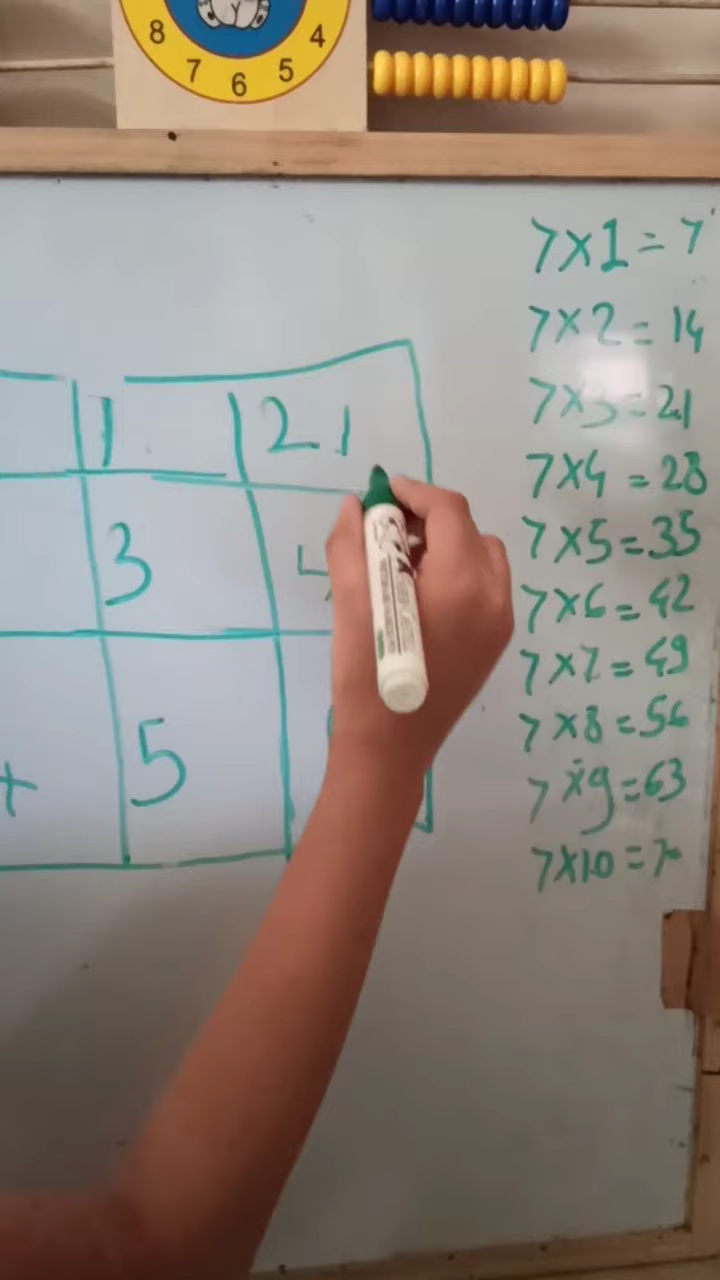 8 7 6 5 4
7x1=7
7x2=14
7x3=21
7x4=28
7x5=35
7x6=42
7x7=49
7x8=56
7x9=63
7x10=70
1 21
3 4
+ 5